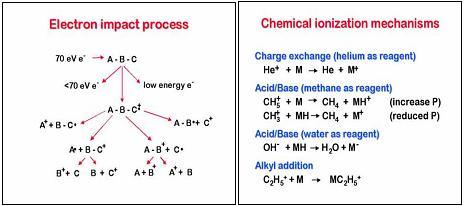 Electron impact process
70 eV e⁻ → A - B - C
<70 eV e⁻ low energy e⁻
A - B - C⁺•
A⁺ + B - C• A - B• + C⁺
A• + B - C⁺ A - B⁺ + C•
B⁺ + C B + C⁺ A + B⁺ A⁺ + B
Chemical ionization mechanisms
Charge exchange (helium as reagent)
He⁺ + M → He + M⁺
Acid/Base (methane as reagent)
CH₅⁺ + M → CH₄ + MH⁺ (increase P)
CH₅⁺ + MH → CH₄ + M⁺ (reduced P)
Acid/Base (water as reagent)
OH⁻ + MH → H₂O + M⁻
Alkyl addition
C₂H₅⁺ + M → MC₂H₅⁺